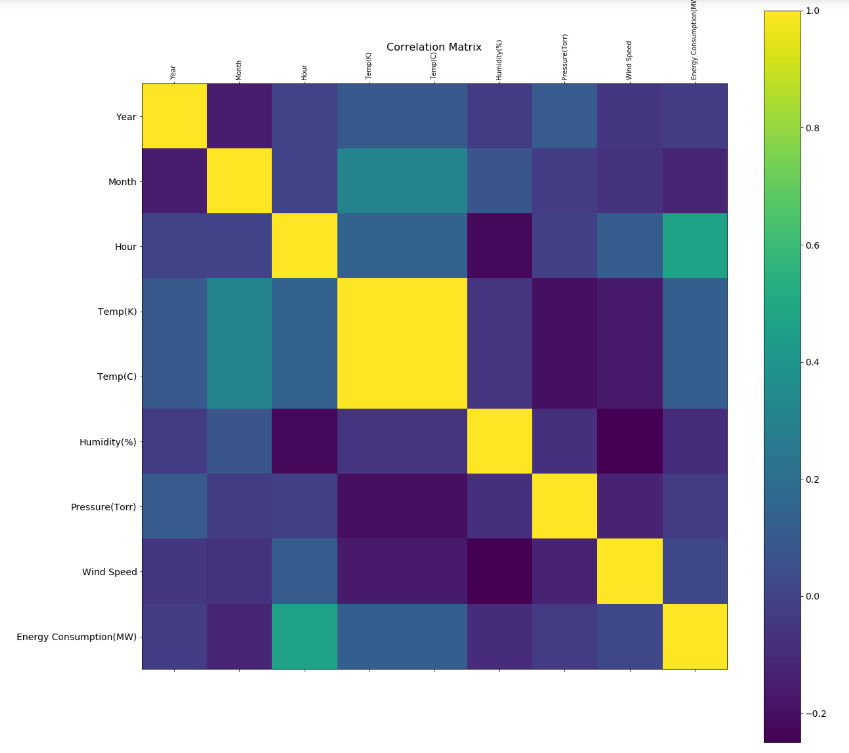 Correlation Matrix
Year
Month
Hour
Temp(K)
Temp(C)
Humidity(%)
Pressure(Torr)
Wind Speed
Energy Consumption(MW
Year
Month
Hour
Temp(K)
Temp(C)
Humidity(%)
Pressure(Torr)
Wind Speed
Energy Consumption(MW)
1.0
0.8
0.6
0.4
0.2
0.0
−0.2